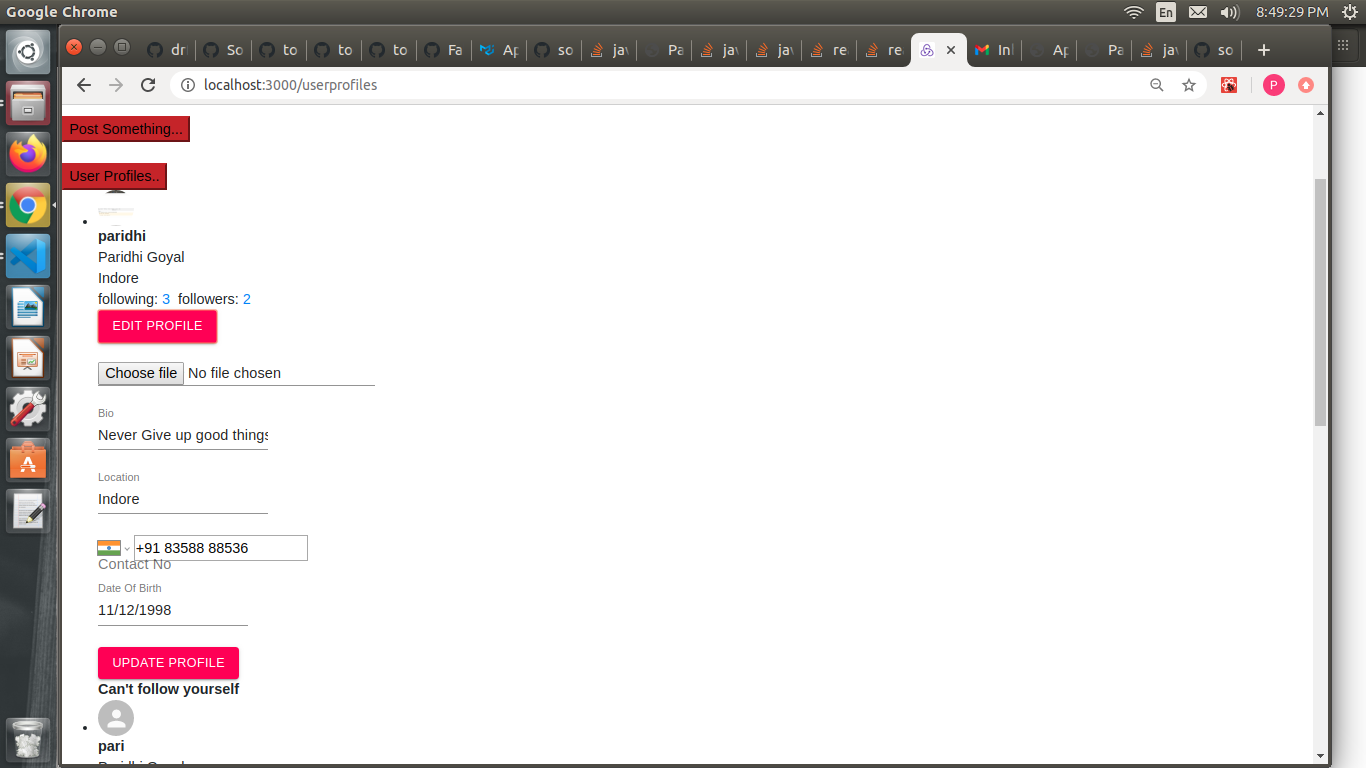 Google Chrome
En
8:49:29 PM
dr
So
to
to
to
Fa
Ap
so
jav
Pa
jav
jav
re
re
In
Ap
Pa
jav
so
localhost:3000/userprofiles
P
Post Something...
User Profiles..
paridhi
Paridhi Goyal
Indore
following: 3 followers: 2
EDIT PROFILE
Choose file No file chosen
Bio
Never Give up good things
Location
Indore
+91 83588 88536
Contact No
Date Of Birth
11/12/1998
UPDATE PROFILE
Can't follow yourself
pari